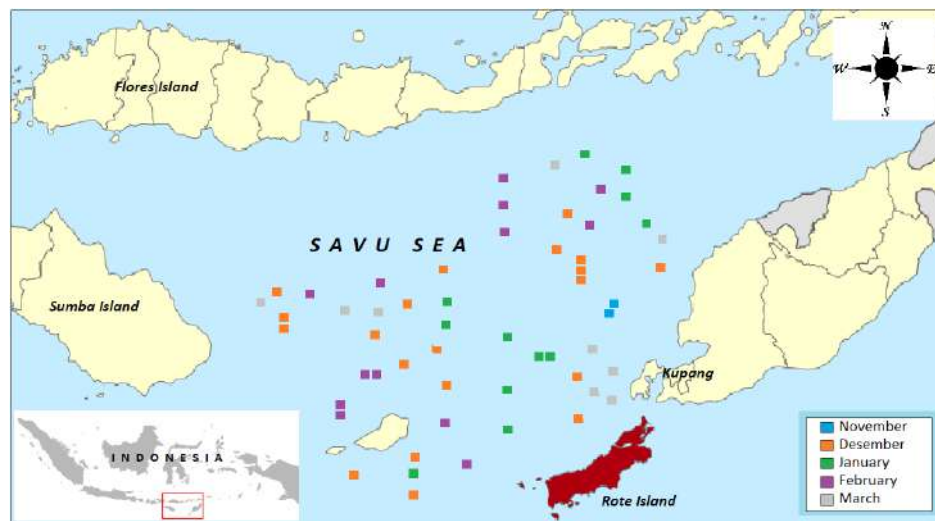 N
W E
S
Flores Island
SAVU SEA
Sumba Island
Kupang
Rote Island
INDONESIA
November
Desember
January
February
March